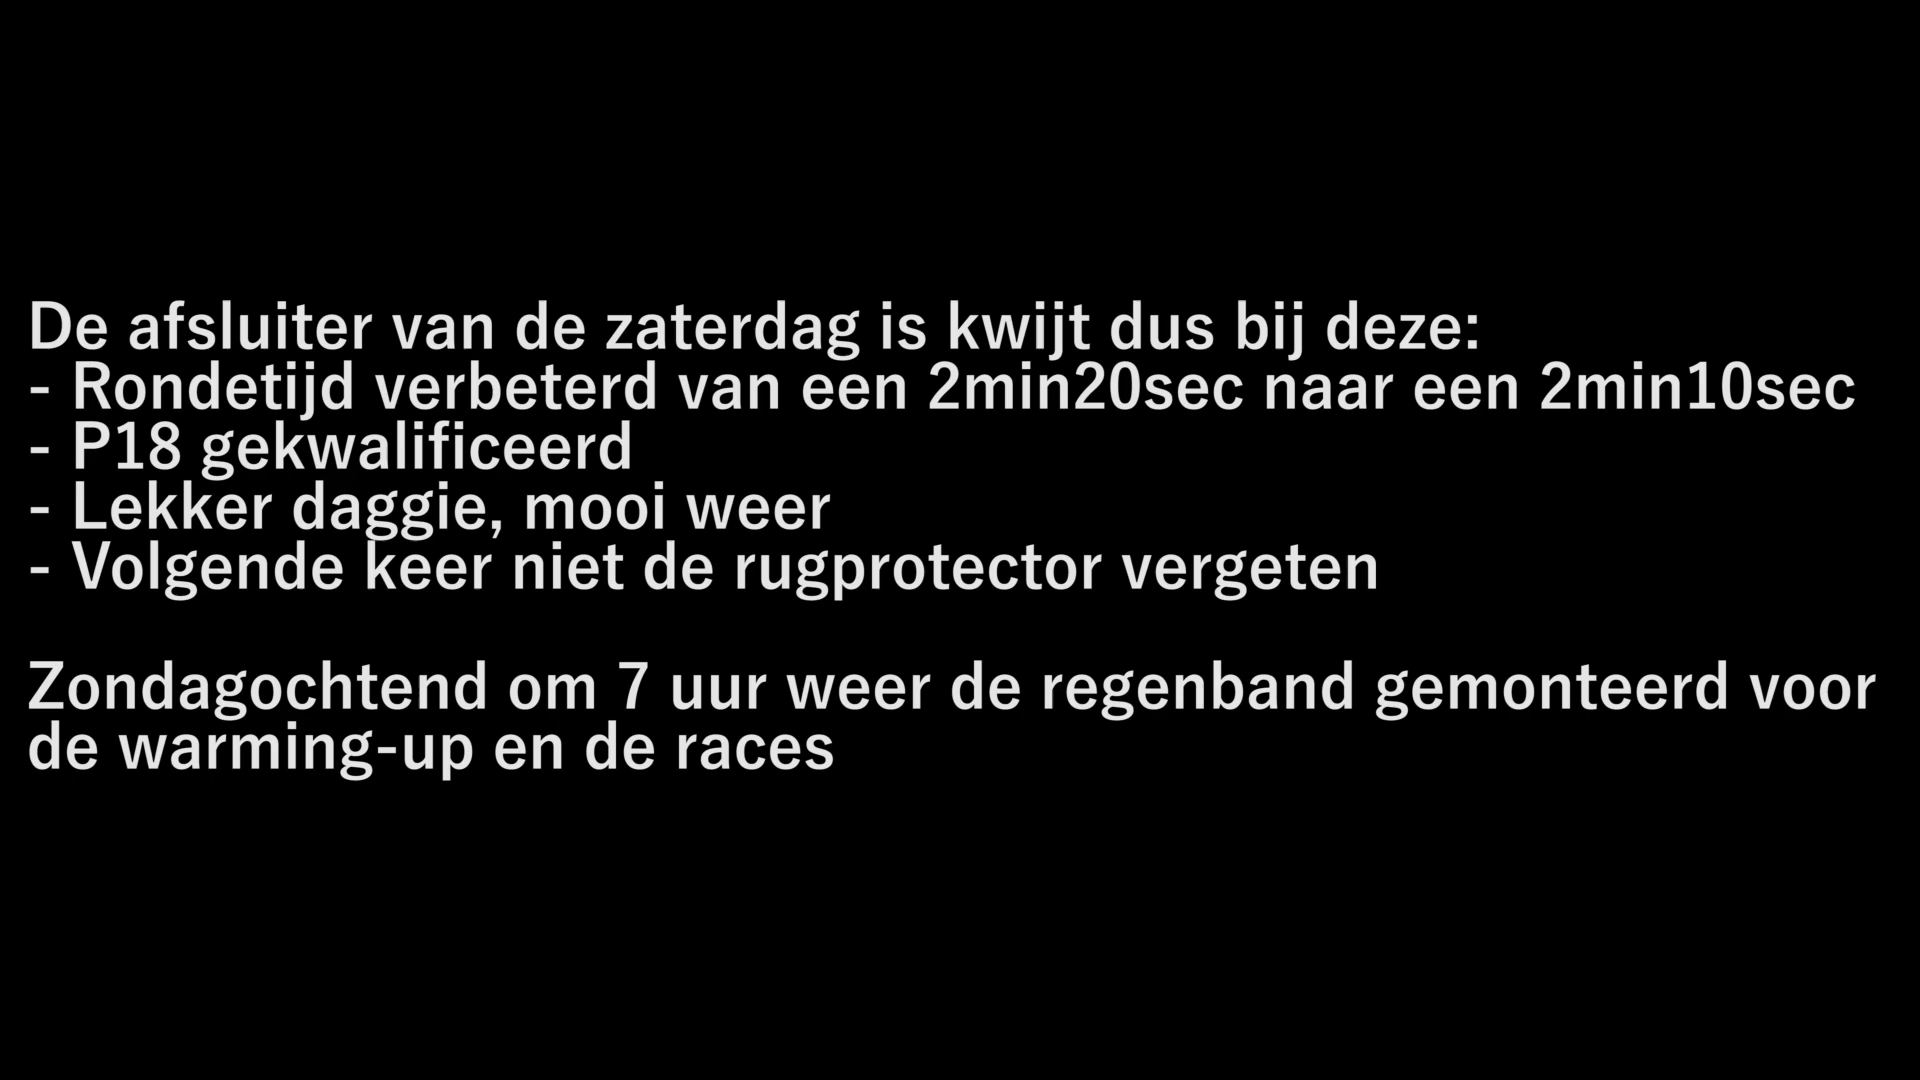 De afsluiter van de zaterdag is kwijt dus bij deze:
- Rondetijd verbeterd van een 2min20sec naar een 2min10sec
- P18 gekwalificeerd
- Lekker daggie, mooi weer
- Volgende keer niet de rugprotector vergeten
Zondagochtend om 7 uur weer de regenband gemonteerd voor
de warming-up en de races